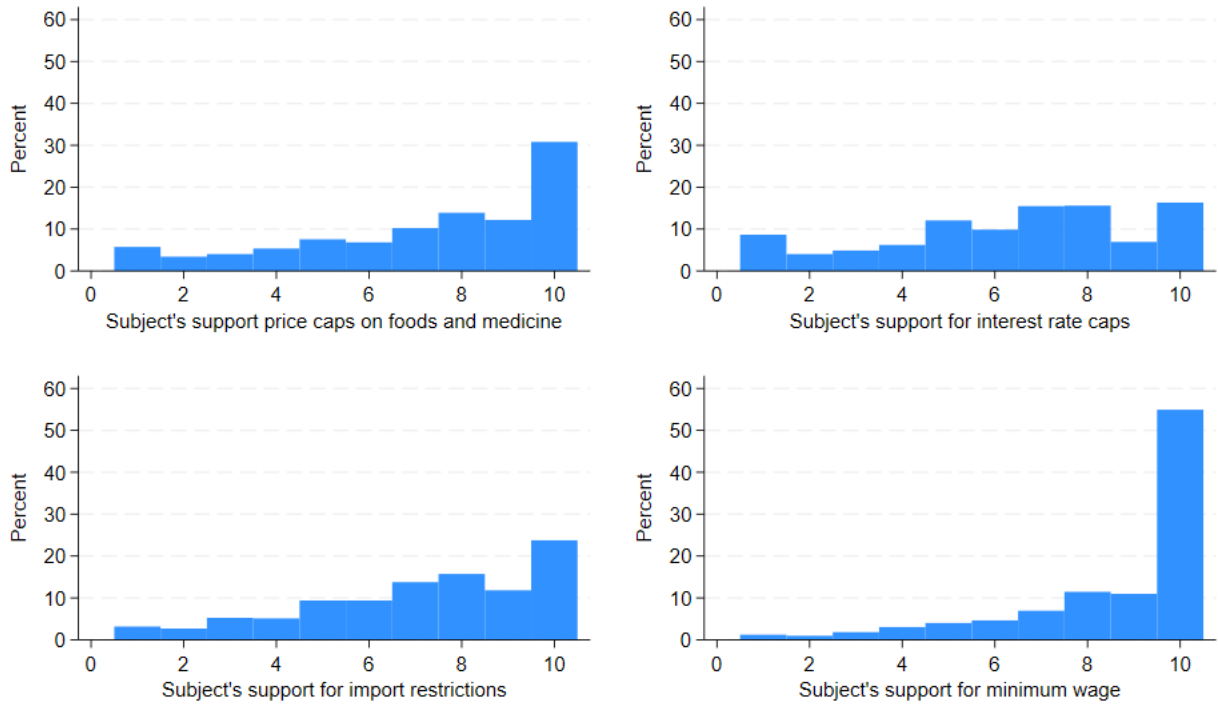 60
50
40
30
20
10
0
Percent
0 2 4 6 8 10
Subject's support price caps on foods and medicine
60
50
40
30
20
10
0
Percent
0 2 4 6 8 10
Subject's support for interest rate caps
60
50
40
30
20
10
0
Percent
0 2 4 6 8 10
Subject's support for import restrictions
60
50
40
30
20
10
0
Percent
0 2 4 6 8 10
Subject's support for minimum wage